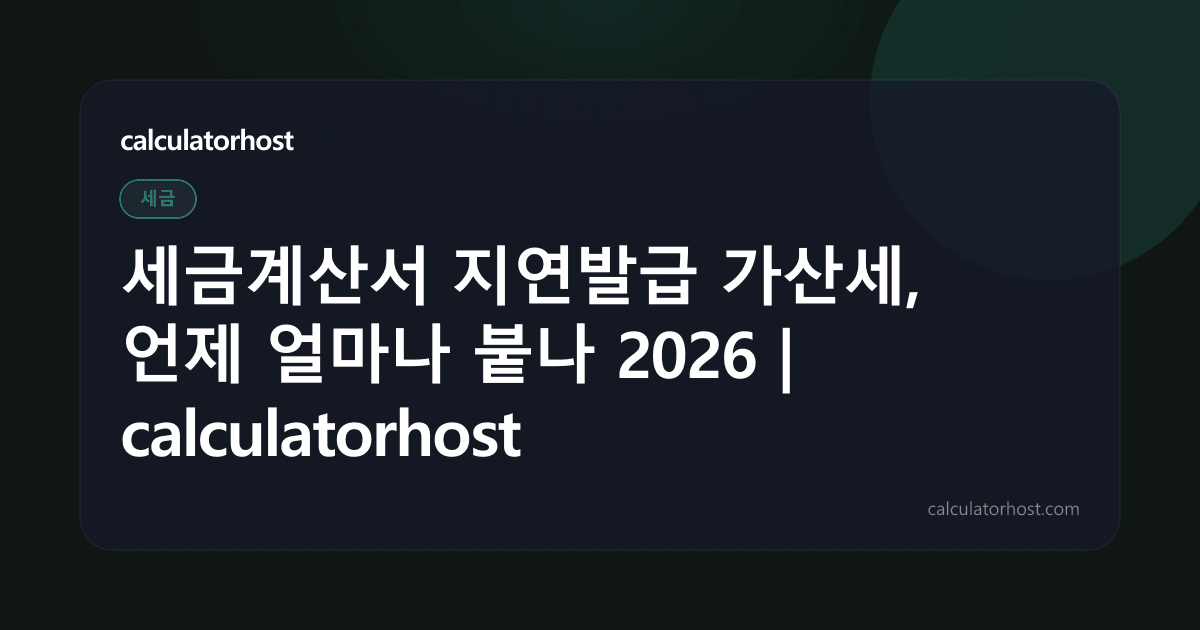 calculatorhost
세금
세금계산서 지연발급 가산세,
언제 얼마나 붙나 2026 |
calculatorhost
calculatorhost.com